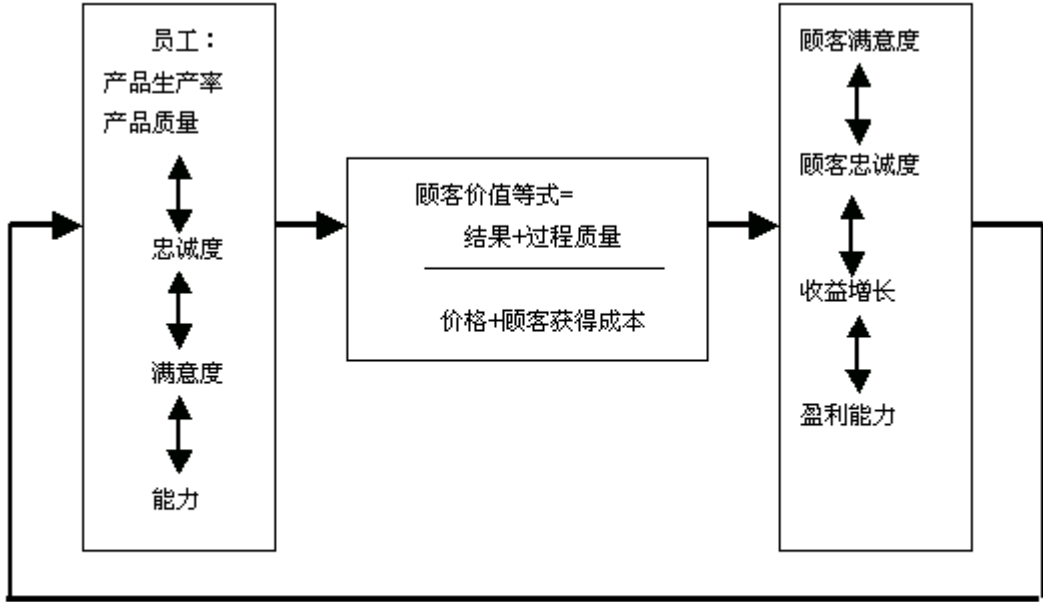 员工：
产品生产率
产品质量
忠诚度
满意度
能力
顾客价值等式=
结果+过程质量
价格+顾客获得成本
顾客满意度
顾客忠诚度
收益增长
盈利能力